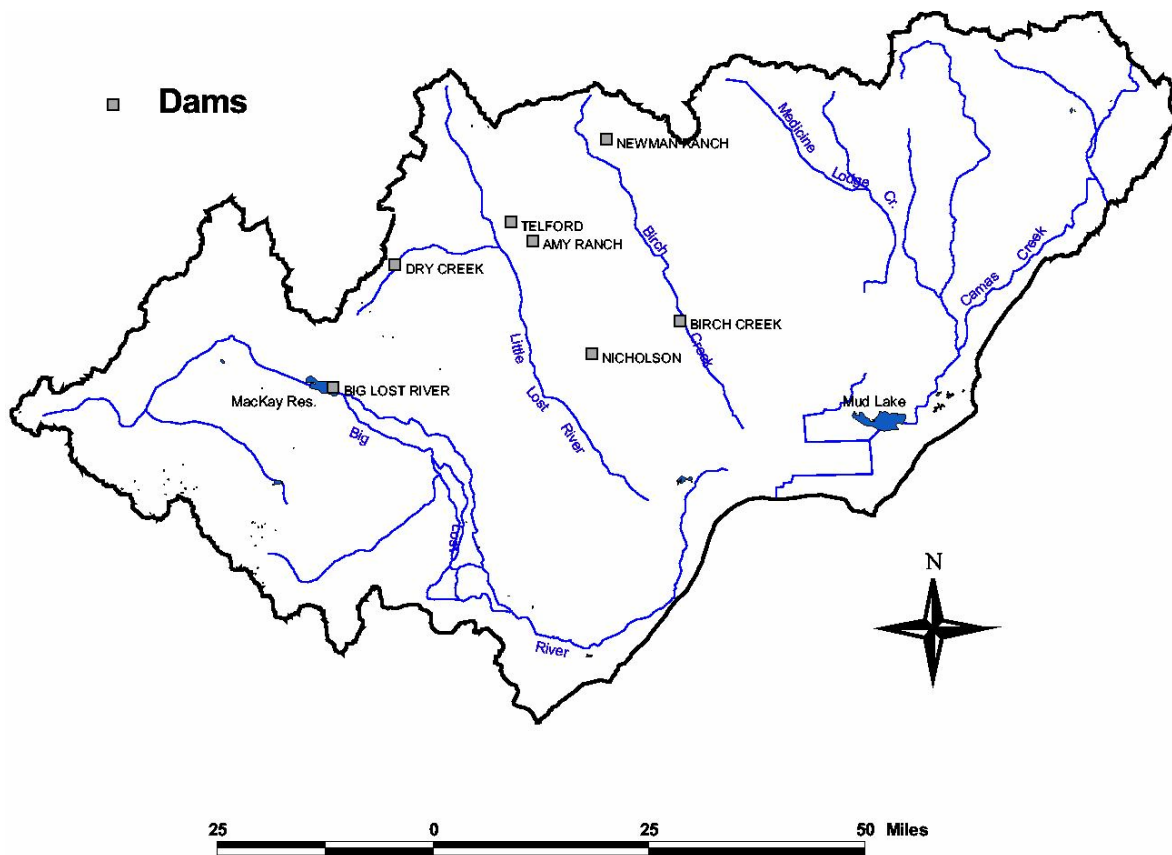 Dams
NEWMAN RANCH
Medicine
Lodge
Cr.
TELFORD
AMY RANCH
Birch
Creek
DRY CREEK
Camas
Creek
BIRCH CREEK
NICHOLSON
Little
Lost
River
BIG LOST RIVER
MacKay Res.
Mud Lake
Big
Lost
River
N
25 0 25 50 Miles